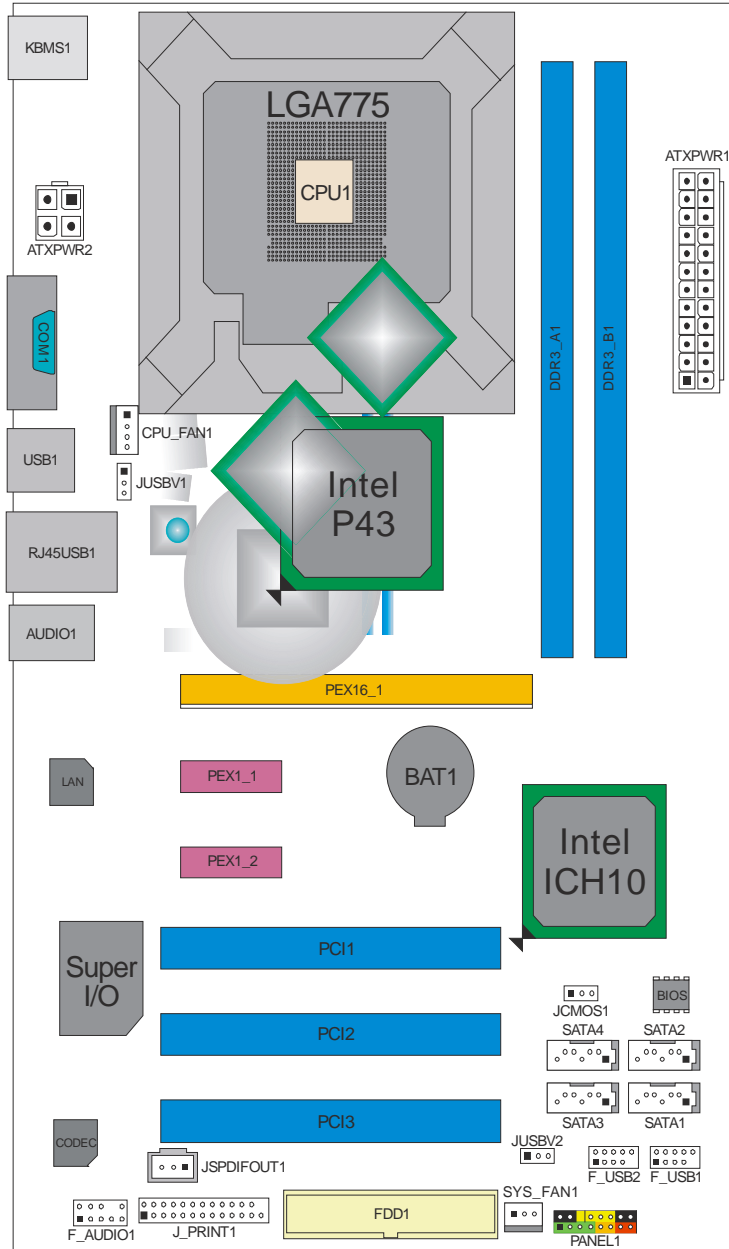 KBMS1
LGA775
CPU1
ATXPWR1
ATXPWR2
COM1
DDR3_A1
DDR3_B1
CPU_FAN1
USB1
JUSBV1
Intel
P43
RJ45USB1
AUDIO1
PEX16_1
LAN
PEX1_1
BAT1
Intel
ICH10
PEX1_2
PCI1
Super
I/O
BIOS
JCMOS1
PCI2
SATA4
SATA2
PCI3
SATA3
SATA1
CODEC
JUSBV2
JSPDIFOUT1
F_USB2
F_USB1
SYS_FAN1
FDD1
F_AUDIO1
J_PRINT1
PANEL1